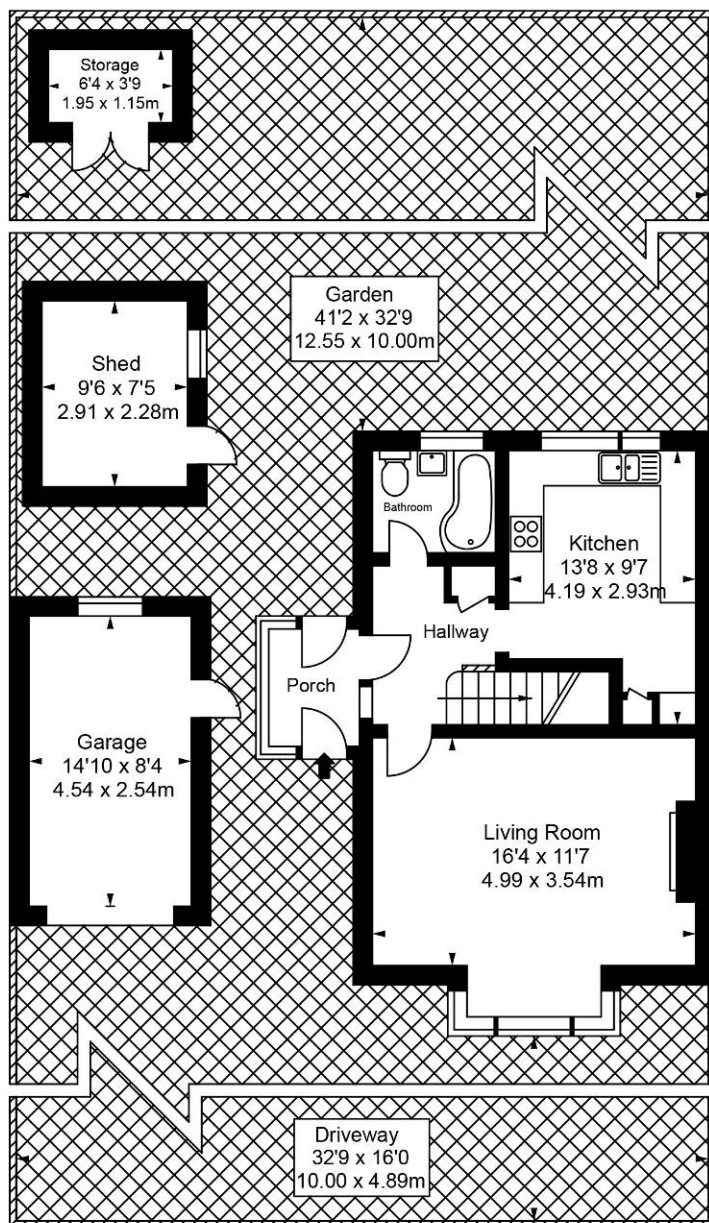 Storage
6'4 x 3'9
1.95 x 1.15m
Garden
41'2 x 32'9
12.55 x 10.00m
Shed
9'6 x 7'5
2.91 x 2.28m
Bathroom
Kitchen
13'8 x 9'7
4.19 x 2.93m
Hallway
Porch
Garage
14'10 x 8'4
4.54 x 2.54m
Living Room
16'4 x 11'7
4.99 x 3.54m
Driveway
32'9 x 16'0
10.00 x 4.89m